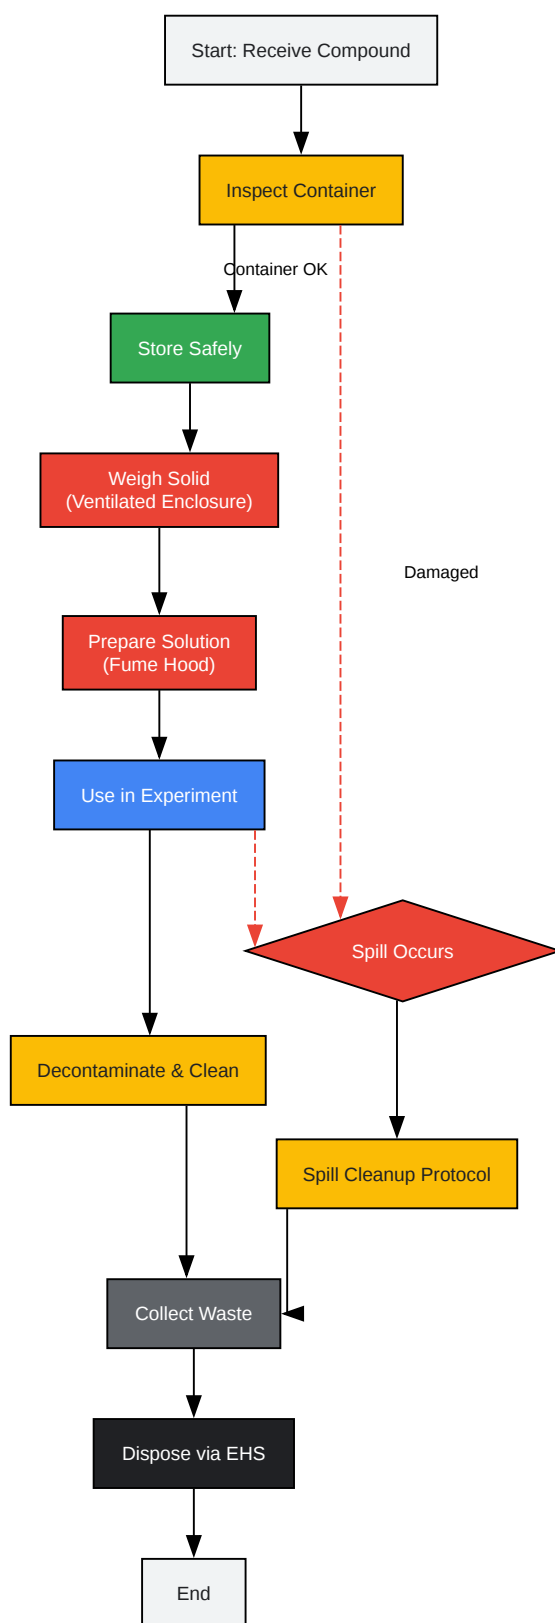 Start: Receive Compound
Inspect Container
Container OK
Store Safely
Weigh Solid
(Ventilated Enclosure)
Damaged
Prepare Solution
(Fume Hood)
Use in Experiment
Spill Occurs
Decontaminate & Clean
Spill Cleanup Protocol
Collect Waste
Dispose via EHS
End